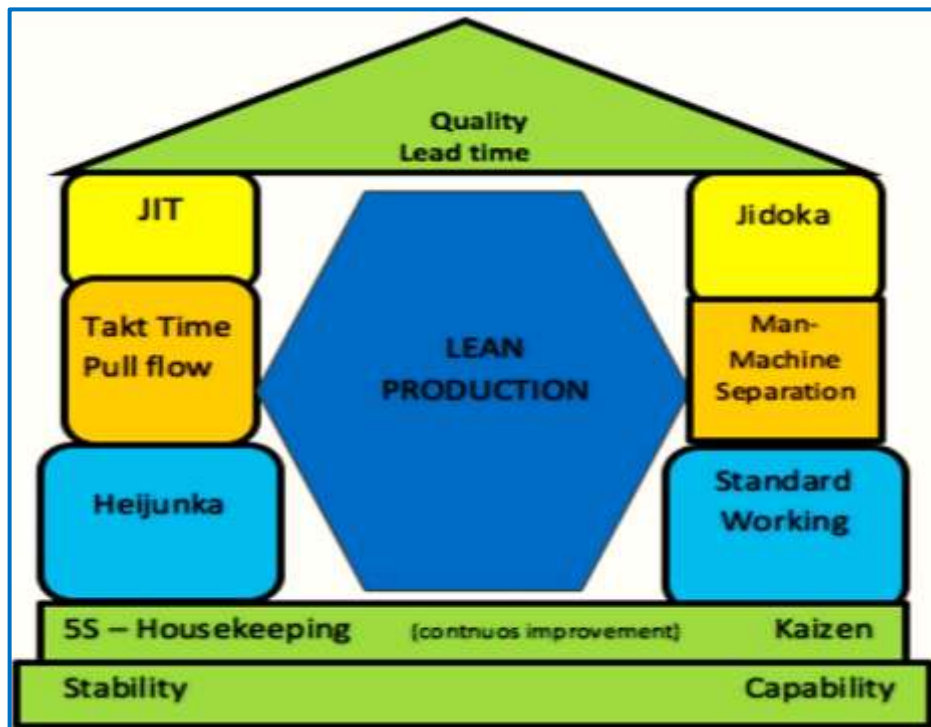 Quality
Lead time
JIT
Jidoka
Takt Time
Pull flow
LEAN
PRODUCTION
Man-
Machine
Separation
Heijunka
Standard
Working
5S – Housekeeping (contnuos improvement) Kaizen
Stability Capability